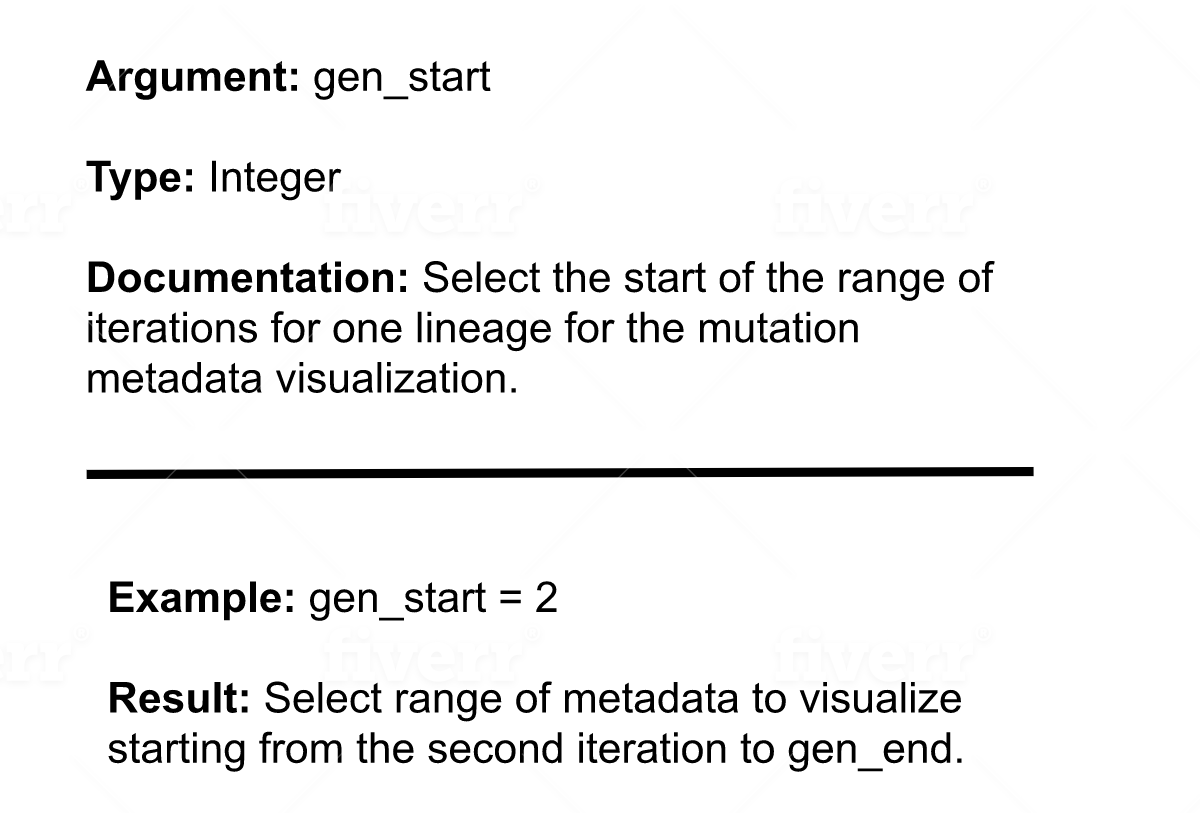 Argument: gen_start
Type: Integer
Documentation: Select the start of the range of
iterations for one lineage for the mutation
metadata visualization.
Example: gen_start = 2
Result: Select range of metadata to visualize
starting from the second iteration to gen_end.
fiverr®
fiverr®
fiverr®
fiverr®